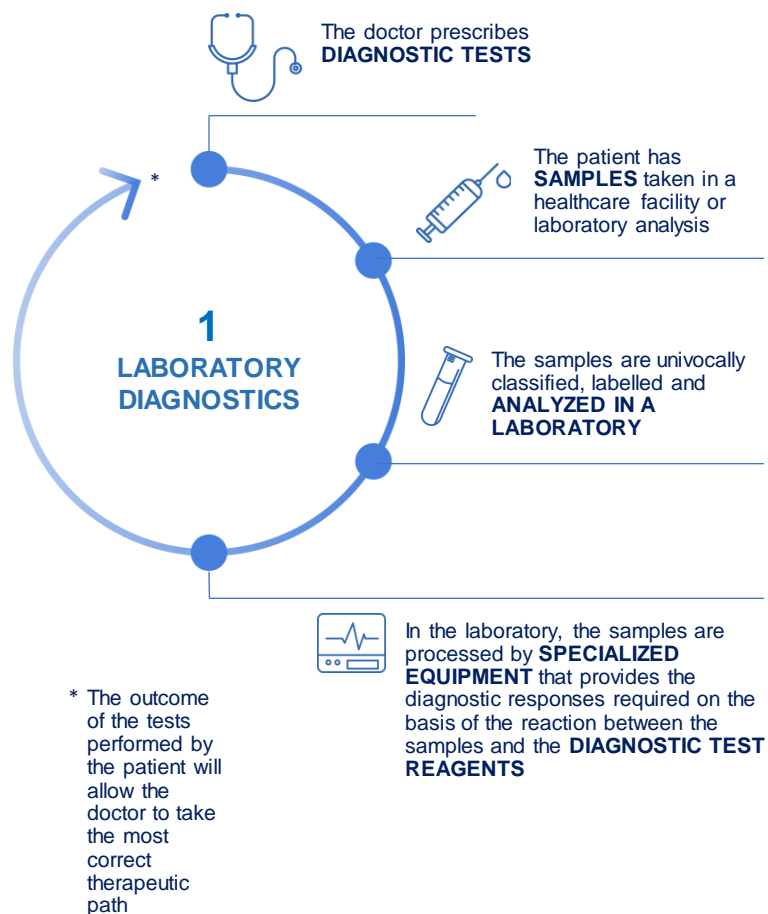 The doctor prescribes
DIAGNOSTIC TESTS
*
The patient has
SAMPLES taken in a
healthcare facility or
laboratory analysis
1
LABORATORY
DIAGNOSTICS
The samples are univocally
classified, labelled and
ANALYZED IN A
LABORATORY
In the laboratory, the samples are
processed by SPECIALIZED
EQUIPMENT that provides the
diagnostic responses required on the
basis of the reaction between the
samples and the DIAGNOSTIC TEST
REAGENTS
* The outcome
of the tests
performed by
the patient will
allow the
doctor to take
the most
correct
therapeutic
path